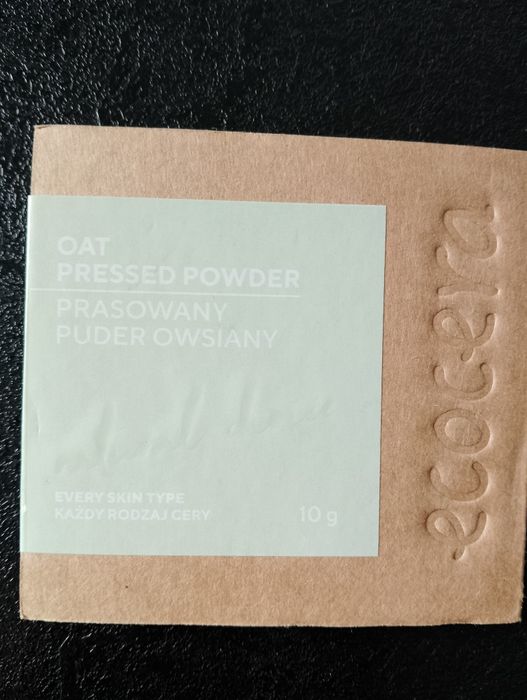 OAT
PRESSED POWDER
PRASOWANY
PUDER OWSIANY
EVERY SKIN TYPE
KAŻDY RODZAJ CERY
10 g
ecocera